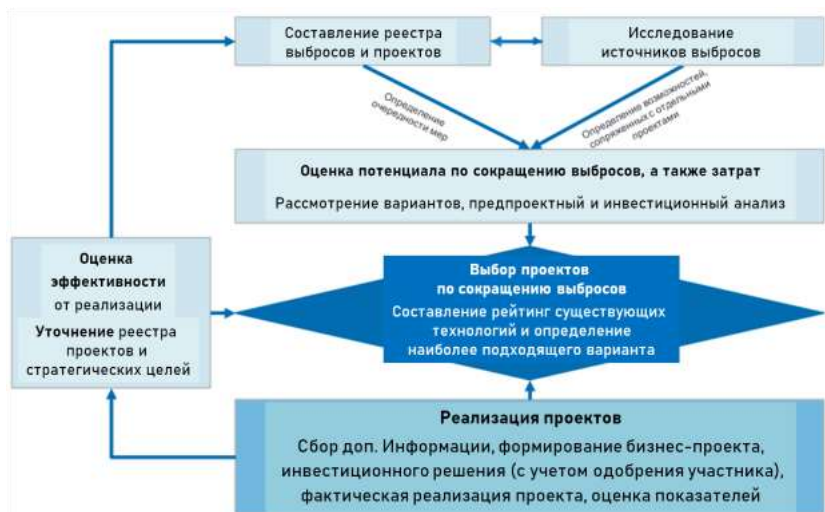 Составление реестра
выбросов и проектов
Исследование
источников выбросов
Определение
очередности мер
Определение возможностей,
сопряженных с отдельными
проектами
Оценка потенциала по сокращению выбросов, а также затрат
Рассмотрение вариантов, предпроектный и инвестиционный анализ
Оценка
эффективности
от реализации
Уточнение реестра
проектов и
стратегических целей
Выбор проектов
по сокращению выбросов
Составление рейтинг существующих
технологий и определение
наиболее подходящего варианта
Реализация проектов
Сбор доп. Информации, формирование бизнес-проекта,
инвестиционного решения (с учетом одобрения участника),
фактическая реализация проекта, оценка показателей